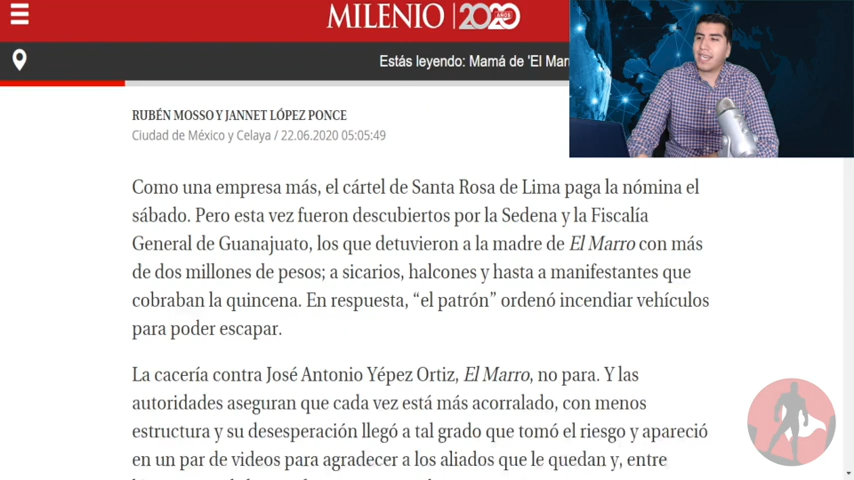 MILENIO 2020
AÑOS
Estás leyendo: Mamá de 'El Marr
RUBÉN MOSSO Y JANNET LÓPEZ PONCE
Ciudad de México y Celaya / 22.06.2020 05:05:49
Como una empresa más, el cártel de Santa Rosa de Lima paga la nómina el
sábado. Pero esta vez fueron descubiertos por la Sedena y la Fiscalía
General de Guanajuato, los que detuvieron a la madre de El Marro con más
de dos millones de pesos; a sicarios, halcones y hasta a manifestantes que
cobraban la quincena. En respuesta, “el patrón” ordenó incendiar vehículos
para poder escapar.
La cacería contra José Antonio Yépez Ortiz, El Marro, no para. Y las
autoridades aseguran que cada vez está más acorralado, con menos
estructura y su desesperación llegó a tal grado que tomó el riesgo y apareció
en un par de videos para agradecer a los aliados que le quedan y, entre